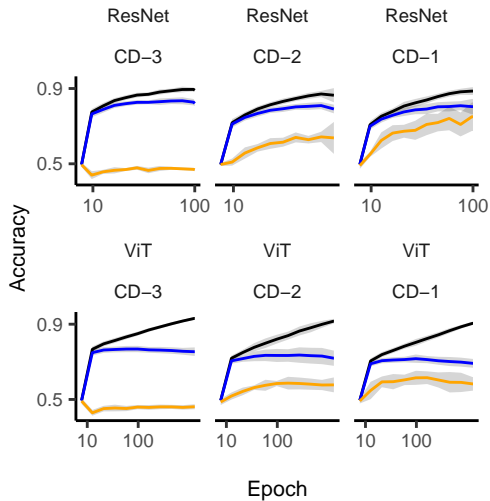 ResNet ResNet ResNet
CD−3 CD−2 CD−1
0.9
0.5
10 100 10 10 100
Accuracy
ViT ViT ViT
CD−3 CD−2 CD−1
0.9
0.5
10 100 10 100 10 100
Epoch